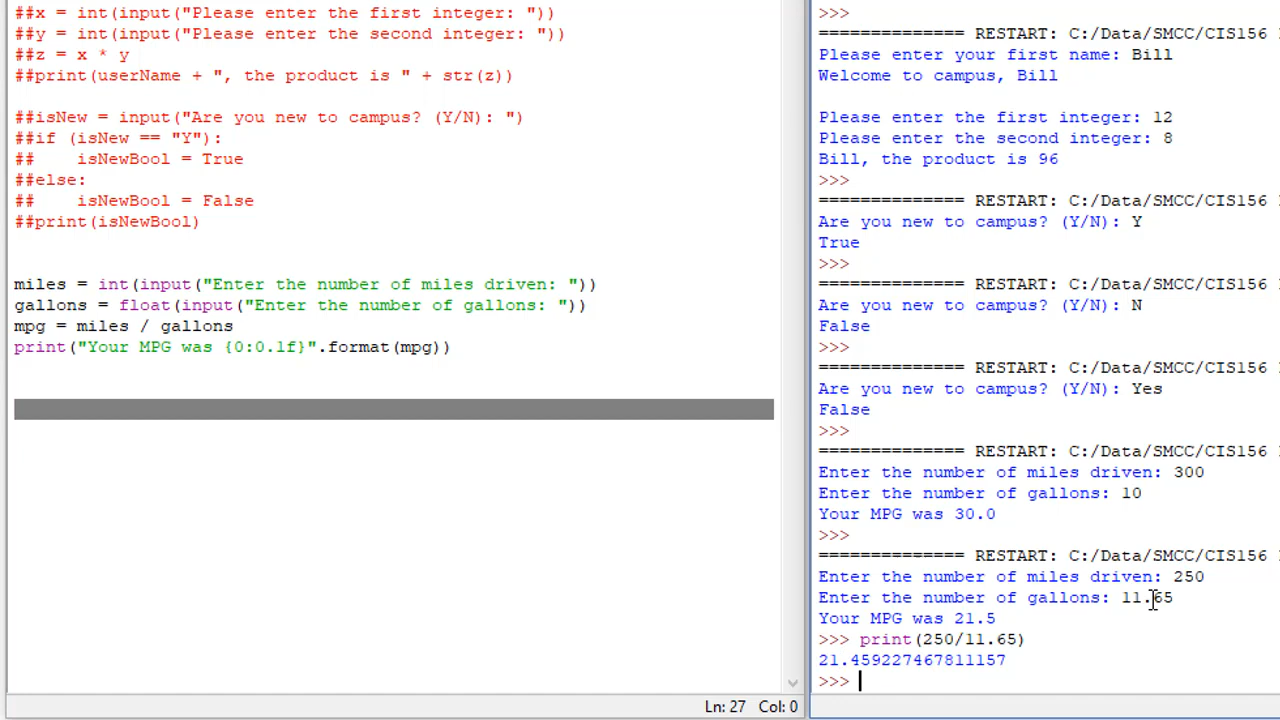 ##x = int(input("Please enter the first integer: "))
##y = int(input("Please enter the second integer: "))
##z = x * y
##print(userName + ", the product is " + str(z))
##isNew = input("Are you new to campus? (Y/N): ")
##if (isNew == "Y"):
##    isNewBool = True
##else:
##    isNewBool = False
##print(isNewBool)
miles = int(input("Enter the number of miles driven: "))
gallons = float(input("Enter the number of gallons: "))
mpg = miles / gallons
print("Your MPG was {0:0.1f}".format(mpg))
Ln: 27 Col: 0
>>>
============== RESTART: C:/Data/SMCC/CIS156
Please enter your first name: Bill
Welcome to campus, Bill
Please enter the first integer: 12
Please enter the second integer: 8
Bill, the product is 96
>>>
============== RESTART: C:/Data/SMCC/CIS156
Are you new to campus? (Y/N): Y
True
>>>
============== RESTART: C:/Data/SMCC/CIS156
Are you new to campus? (Y/N): N
False
>>>
============== RESTART: C:/Data/SMCC/CIS156
Are you new to campus? (Y/N): Yes
False
>>>
============== RESTART: C:/Data/SMCC/CIS156
Enter the number of miles driven: 300
Enter the number of gallons: 10
Your MPG was 30.0
>>>
============== RESTART: C:/Data/SMCC/CIS156
Enter the number of miles driven: 250
Enter the number of gallons: 11.65
Your MPG was 21.5
>>> print(250/11.65)
21.459227467811157
>>>